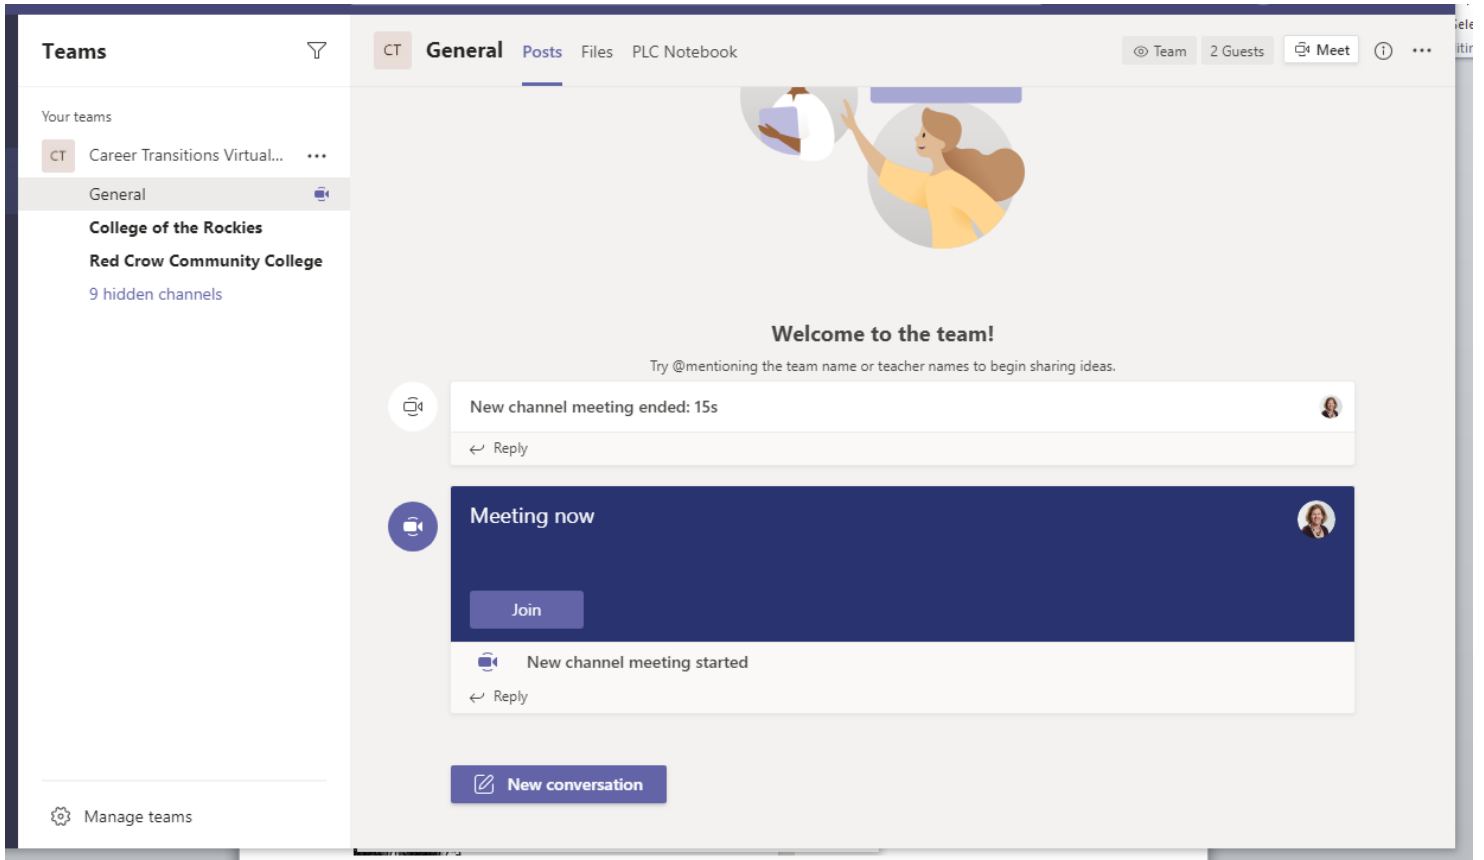 Teams
Your teams
CT Career Transitions Virtual... ...
General
College of the Rockies
Red Crow Community College
9 hidden channels
Manage teams
CT General Posts Files PLC Notebook Team 2 Guests Meet ...
Welcome to the team!
Try @mentioning the team name or teacher names to begin sharing ideas.
New channel meeting ended: 15s
Reply
Meeting now
Join
New channel meeting started
Reply
New conversation